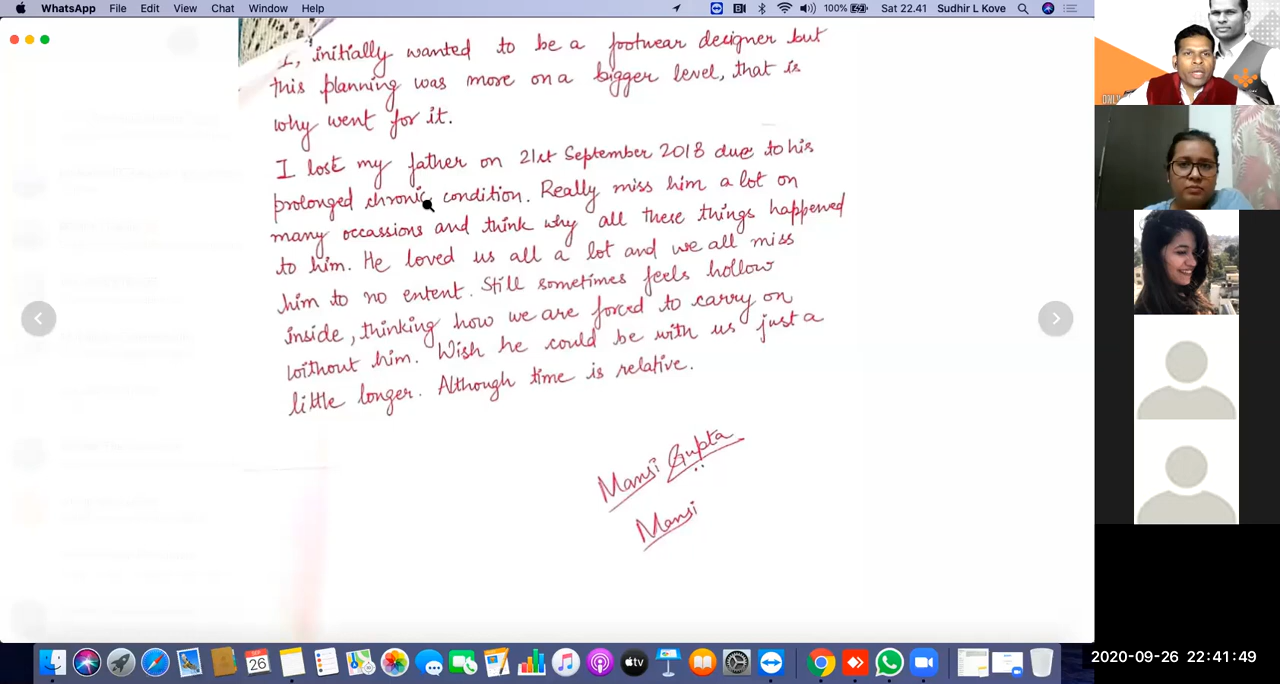 WhatsApp File Edit View Chat Window Help 100% Sat 22.41 Sudhir L Kove
I, initially wanted to be a footwear designer but
this planning was more on a bigger level, that is
why went for it.
I lost my father on 21st September 2018 due to his
prolonged chronic condition. Really miss him a lot on
many occassions and think why all these things happened
to him. He loved us all a lot and we all miss
him to no entent. Still sometimes feels hollow
inside, thinking how we are forced to carry on
without him. Wish he could be with us just a
little longer. Although time is relative.
Mansi Gupta
Mansi
SEP
26
tv
2020-09-26 22:41:49